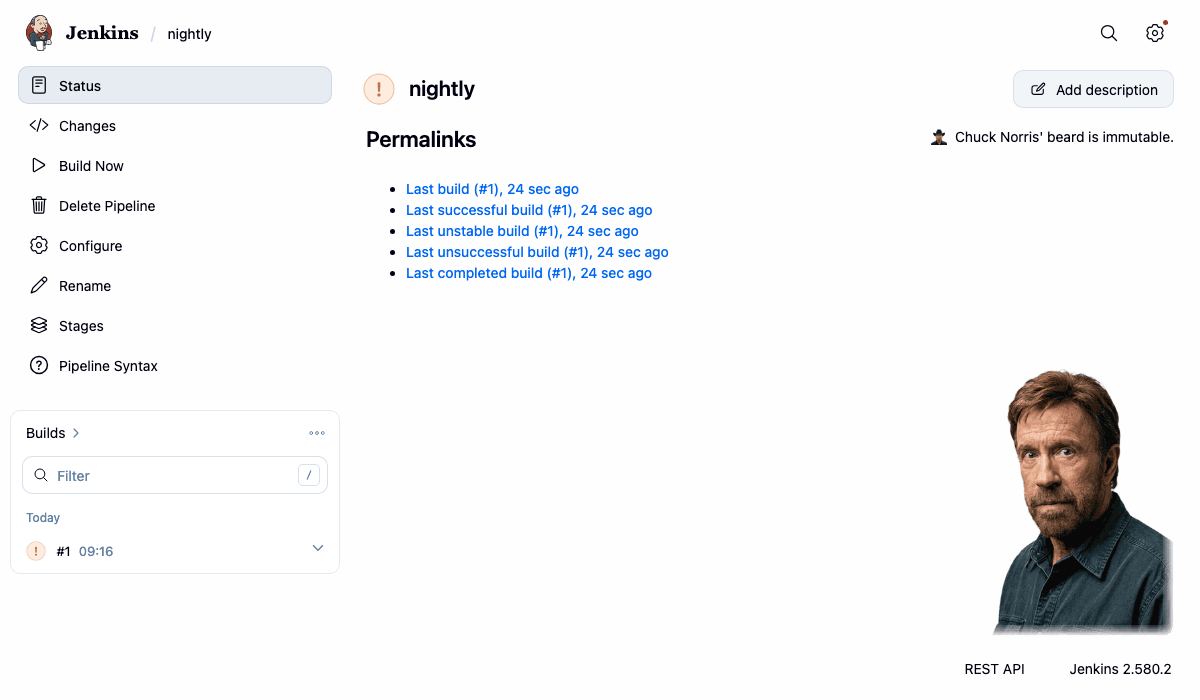 Jenkins / nightly
Status
Changes
Build Now
Delete Pipeline
Configure
Rename
Stages
Pipeline Syntax
Builds
Filter /
Today
! #1 09:16
! nightly
Add description
Permalinks
Chuck Norris' beard is immutable.
Last build (#1), 24 sec ago
Last successful build (#1), 24 sec ago
Last unstable build (#1), 24 sec ago
Last unsuccessful build (#1), 24 sec ago
Last completed build (#1), 24 sec ago
REST API Jenkins 2.580.2